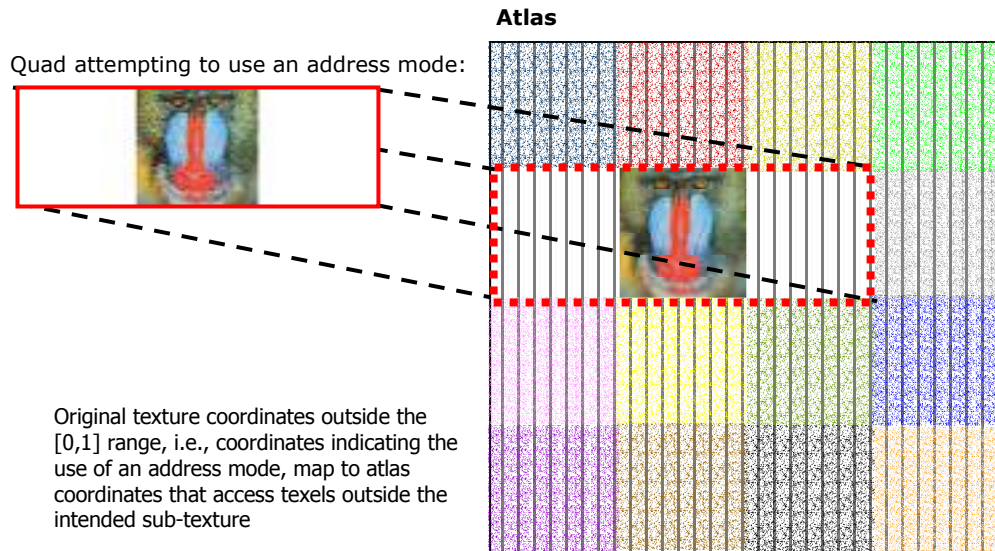 Atlas
Quad attempting to use an address mode:
Original texture coordinates outside the
[0,1] range, i.e., coordinates indicating the
use of an address mode, map to atlas
coordinates that access texels outside the
intended sub-texture